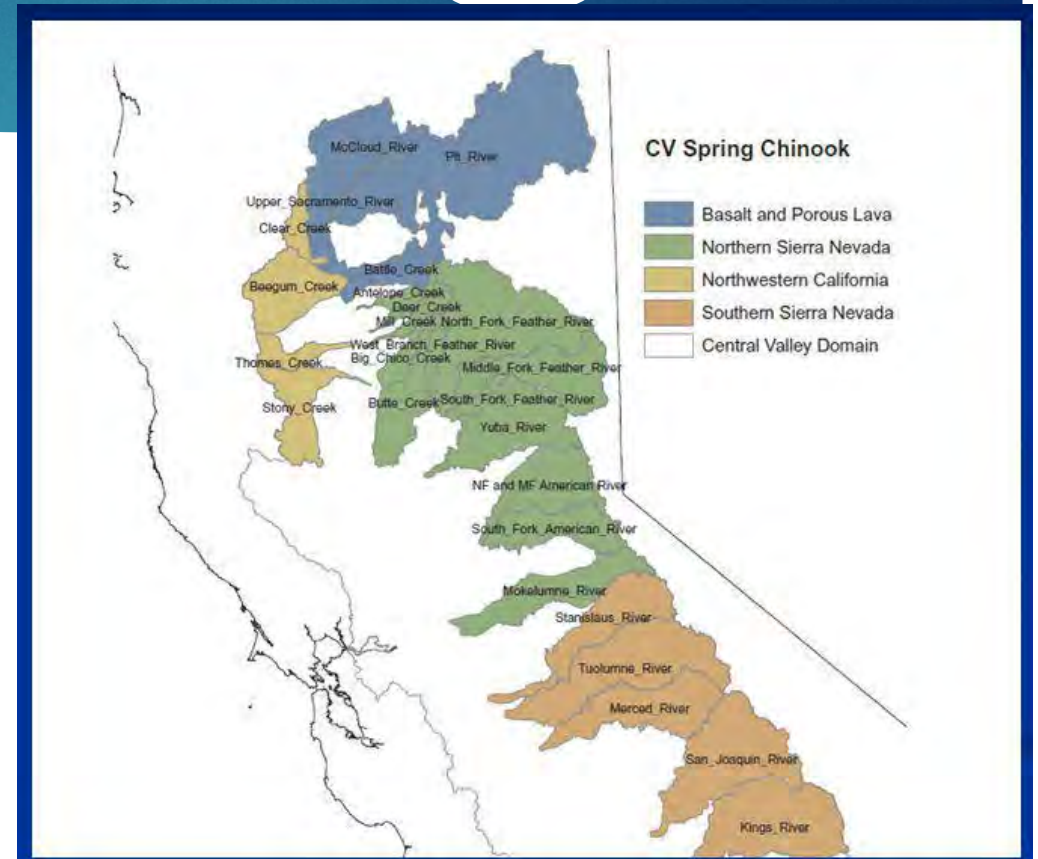 CV Spring Chinook
Basalt and Porous Lava
Northern Sierra Nevada
Northwestern California
Southern Sierra Nevada
Central Valley Domain
McCloud_River
Pit_River
Upper_Sacramento_River
Clear_Creek
Battle_Creek
Beegum_Creek
Antelope_Creek
Deer_Creek
Mill_Creek
North_Fork_Feather_River
West_Branch_Feather_River
Big_Chico_Creek
Thomes_Creek
Middle_Fork_Feather_River
Stony_Creek
Butte_Creek
South_Fork_Feather_River
Yuba_River
NF and MF American River
South_Fork_American_River
Mokelumne_River
Stanislaus_River
Tuolumne_River
Merced_River
San_Joaquin_River
Kings_River